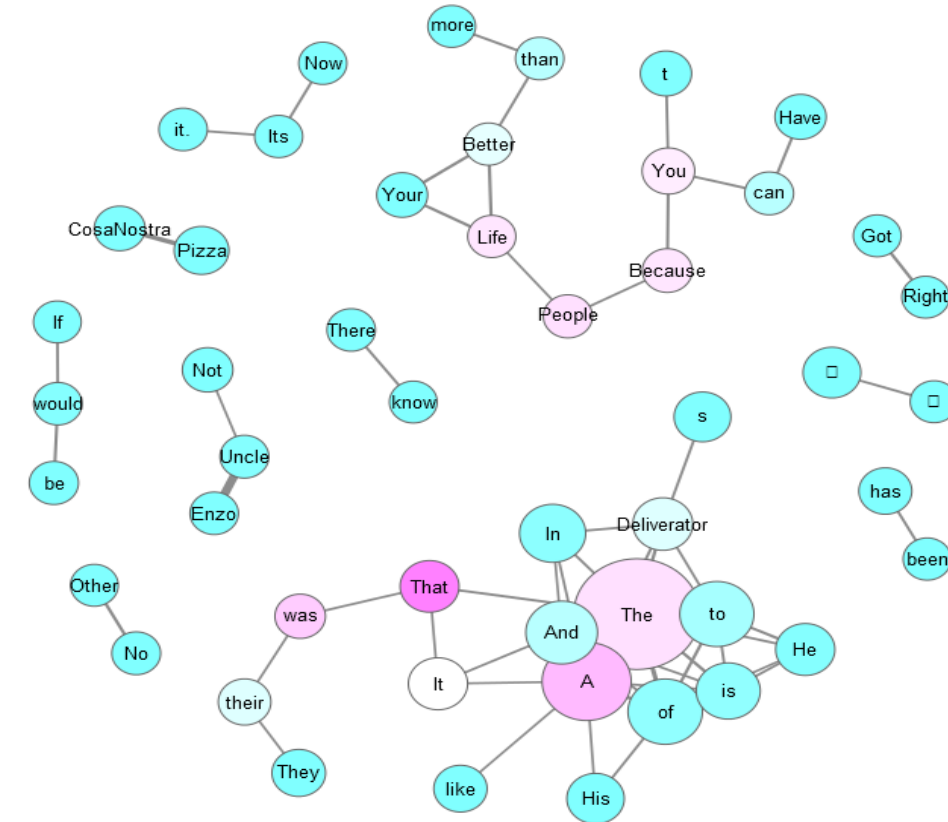 more
than
Now
t
Have
it.
Its
Better
You
can
Your
CosaNostra
Pizza
Life
Got
Because
Right
If
There
People
Not
would
know
s
Uncle
be
Enzo
has
In
Deliverator
been
Other
That
was
The
to
And
No
He
It
A
is
their
of
They
like
His